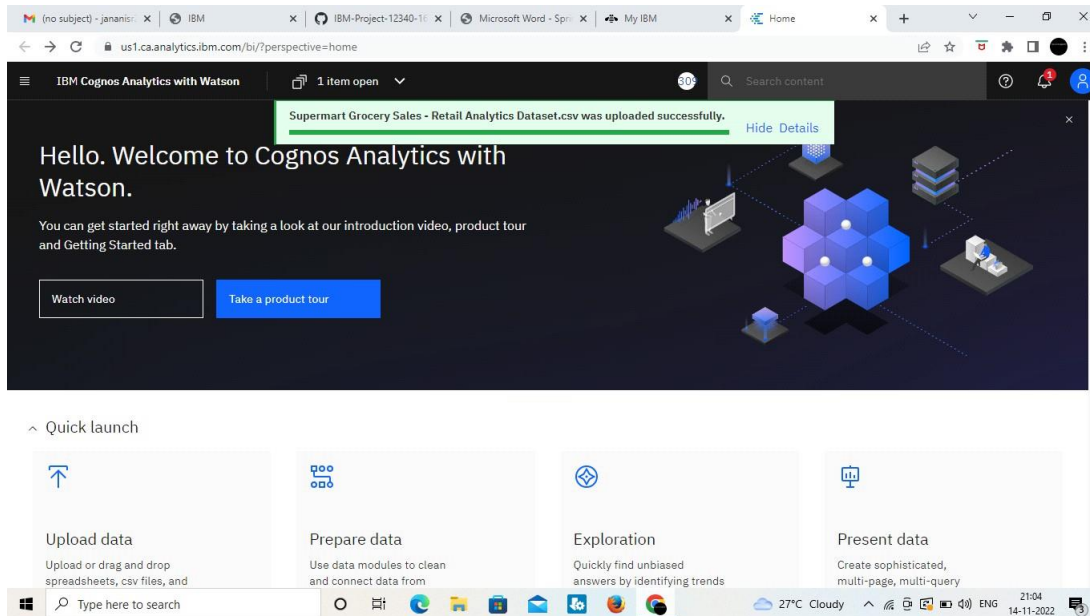 (no subject) - jananisr
IBM
IBM-Project-12340-16
Microsoft Word - Spr
My IBM
Home
us1.ca.analytics.ibm.com/bi/?perspective=home
IBM Cognos Analytics with Watson
1 item open
309
Search content
1
Supermart Grocery Sales - Retail Analytics Dataset.csv was uploaded successfully.
Hide Details
Hello. Welcome to Cognos Analytics with
Watson.
You can get started right away by taking a look at our introduction video, product tour
and Getting Started tab.
Watch video
Take a product tour
Quick launch
Upload data
Upload or drag and drop
spreadsheets, csv files, and
Prepare data
Use data modules to clean
and connect data from
Exploration
Quickly find unbiased
answers by identifying trends
Present data
Create sophisticated,
multi-page, multi-query
Type here to search
27°C Cloudy
ENG
21:04
14-11-2022